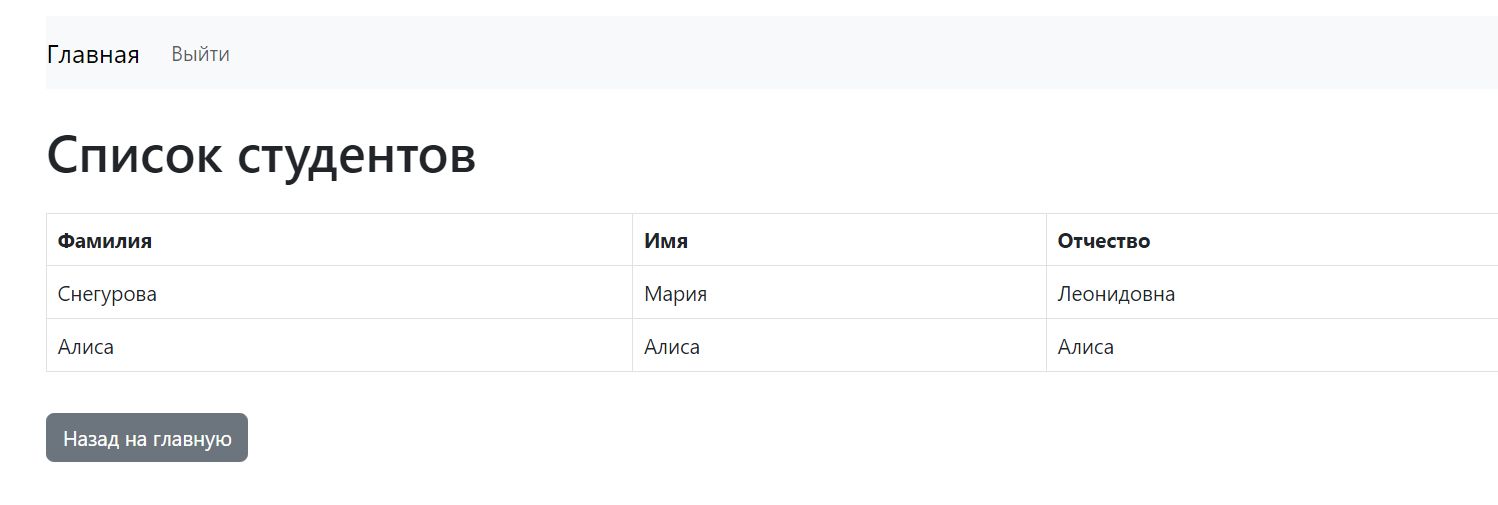 Главная Выйти
Список студентов
Фамилия Имя Отчество
Снегурова Мария Леонидовна
Алиса Алиса Алиса
Назад на главную